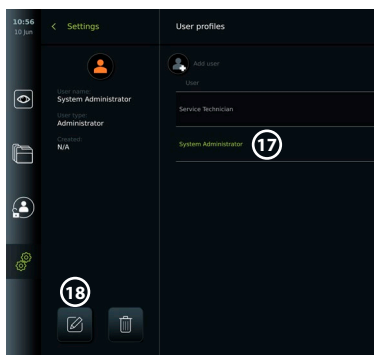 10:56
10 Jun
Settings
User name:
System Administrator
User type:
Administrator
Created:
N/A
18
User profiles
Add user
User
Service Technician
System Administrator
17